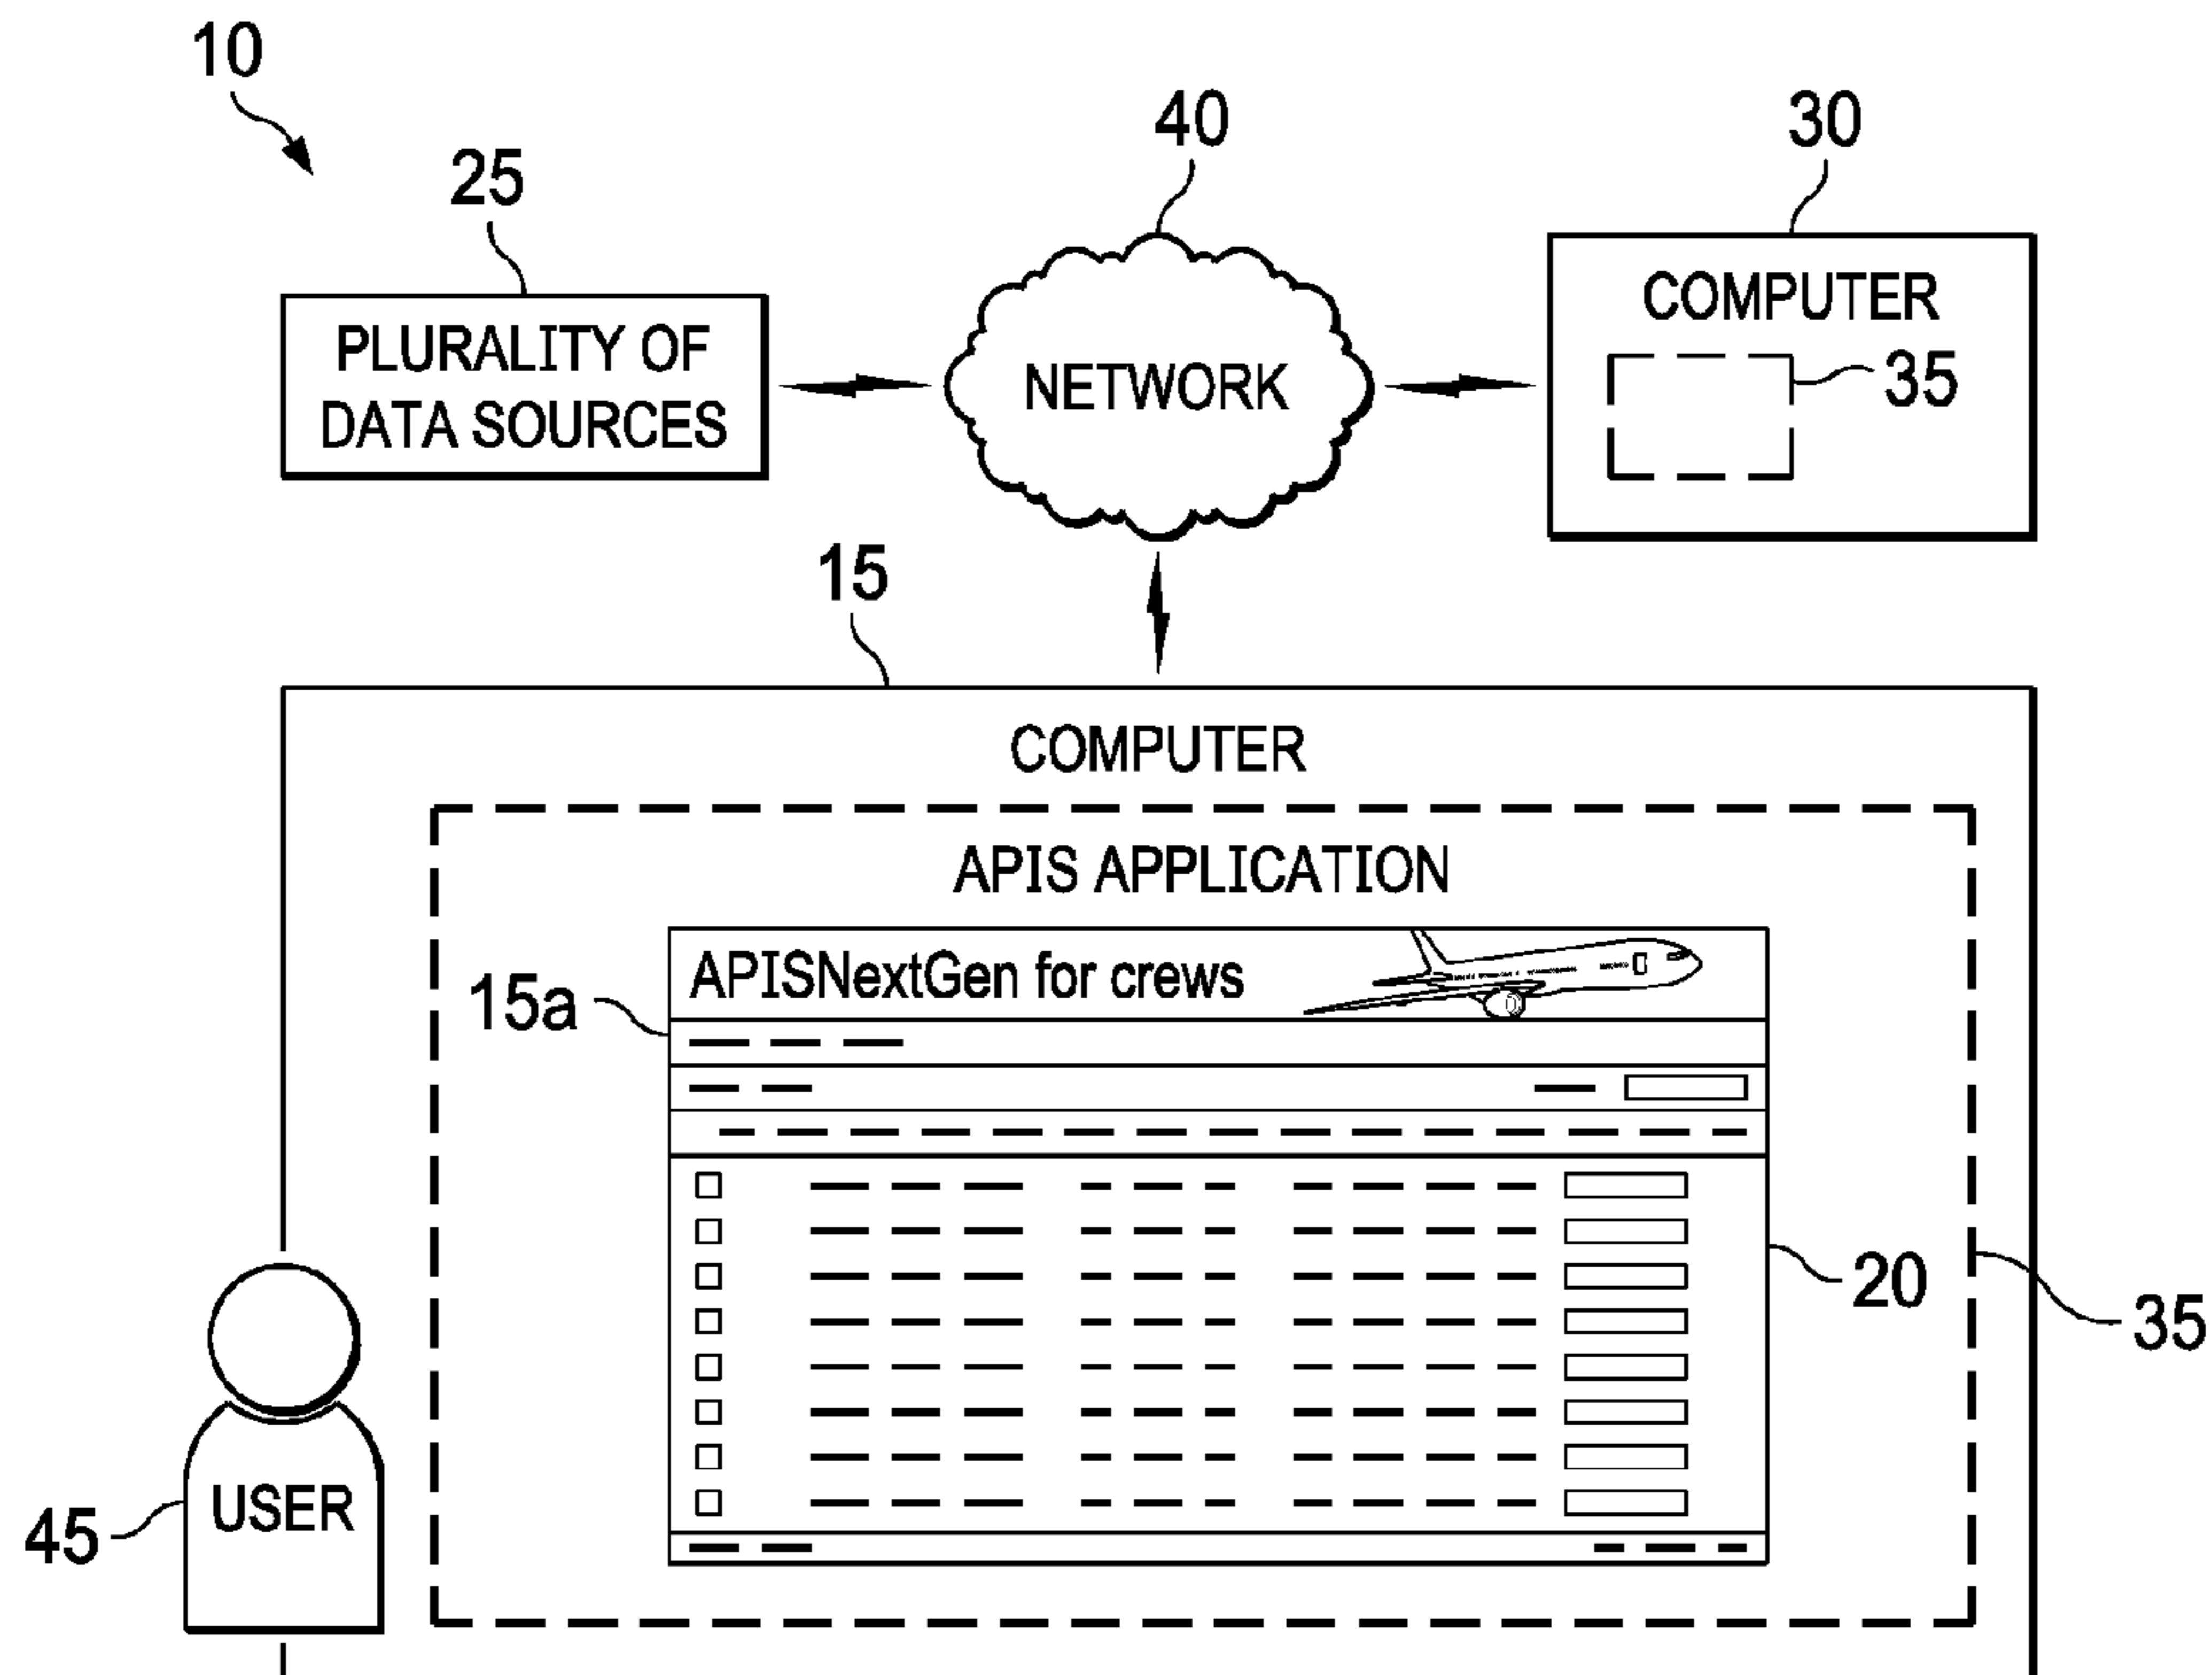 10
40
30
25
COMPUTER
PLURALITY OF
DATA SOURCES
NETWORK
35
15
COMPUTER
APIS APPLICATION
APISNextGen for crews
15a
20
35
USER
45